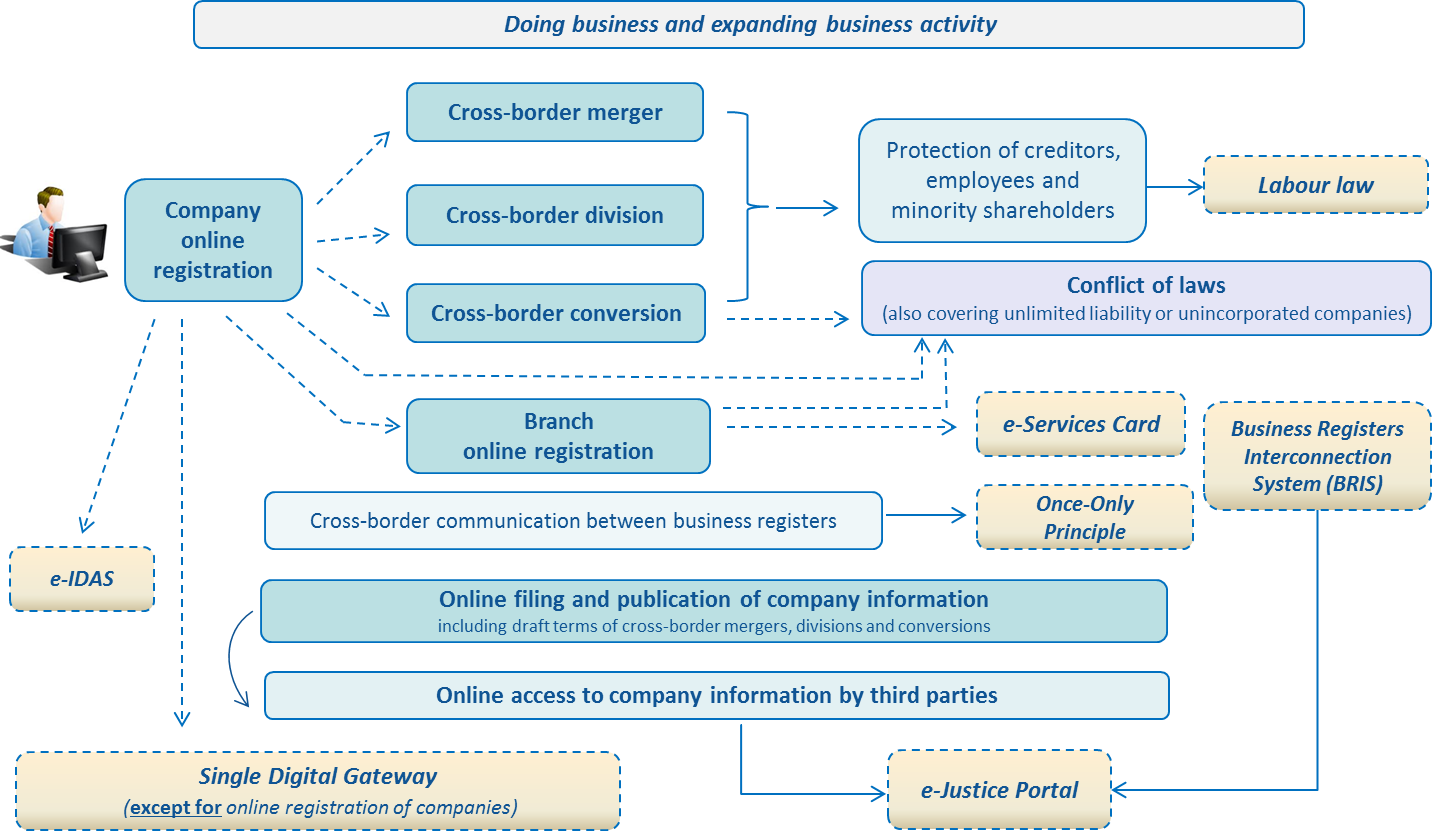 Doing business and expanding business activity
Cross-border merger
Protection of creditors,
employees and
minority shareholders
Labour law
Company
online
registration
Cross-border division
Cross-border conversion
Conflict of laws
(also covering unlimited liability or unincorporated companies)
Branch
online registration
e-Services Card
Business Registers
Interconnection
System (BRIS)
Cross-border communication between business registers
Once-Only
Principle
e-IDAS
Online filing and publication of company information
including draft terms of cross-border mergers, divisions and conversions
Online access to company information by third parties
Single Digital Gateway
(except for online registration of companies)
e-Justice Portal